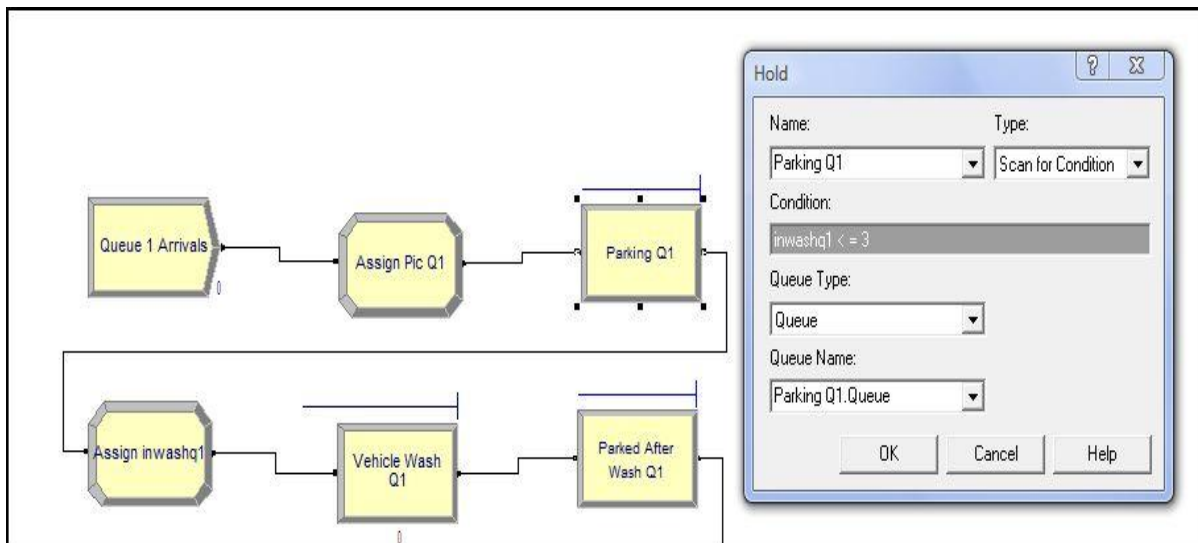 Queue 1 Arrivals
0
Assign Pic Q1
Parking Q1
Assign inwashq1
Vehicle Wash
Q1
0
Parked After
Wash Q1
Hold
?
X
Name:
Type:
Parking Q1
Scan for Condition
Condition:
inwashq1 < = 3
Queue Type:
Queue
Queue Name:
Parking Q1.Queue
OK
Cancel
Help